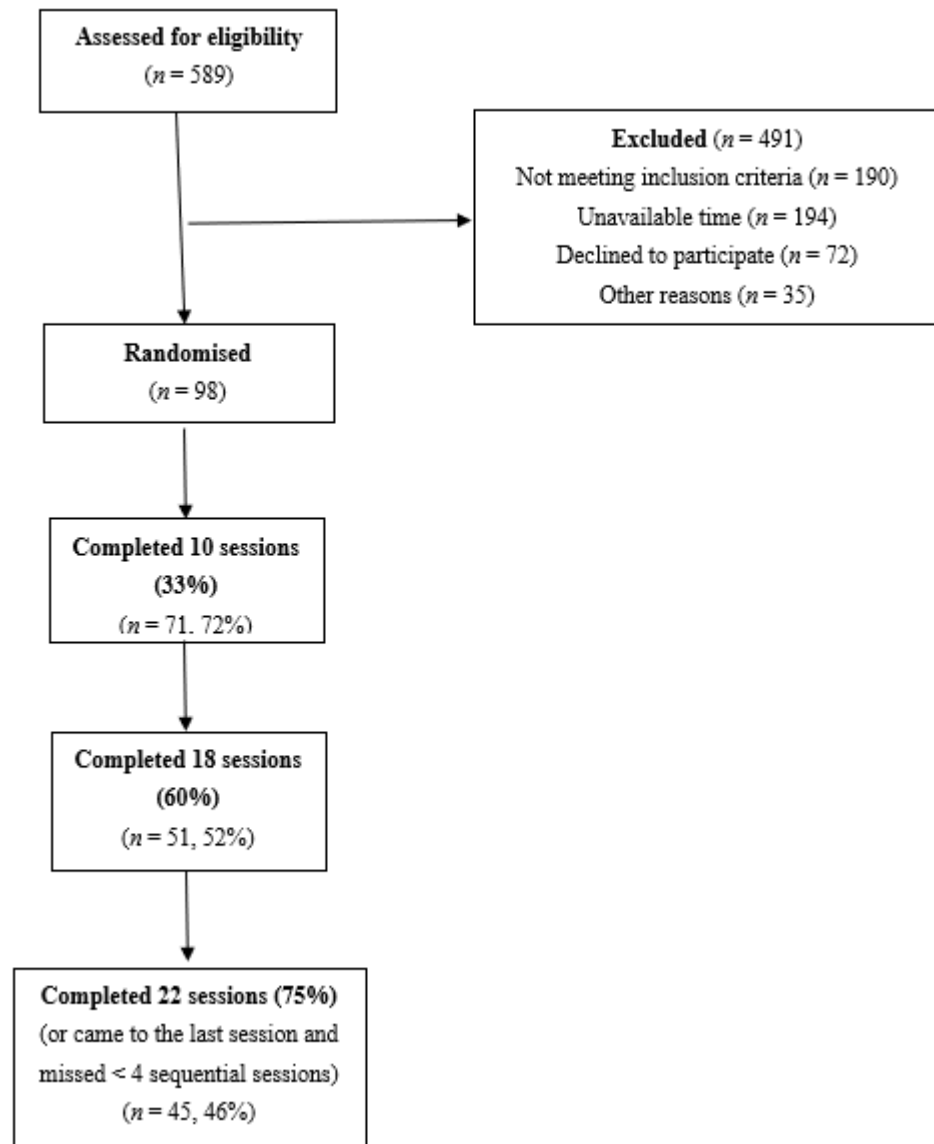 Assessed for eligibility
(n = 589)
Excluded (n = 491)
Not meeting inclusion criteria (n = 190)
Unavailable time (n = 194)
Declined to participate (n = 72)
Other reasons (n = 35)
Randomised
(n = 98)
Completed 10 sessions
(33%)
(n = 71, 72%)
Completed 18 sessions
(60%)
(n = 51, 52%)
Completed 22 sessions (75%)
(or came to the last session and
missed < 4 sequential sessions)
(n = 45, 46%)